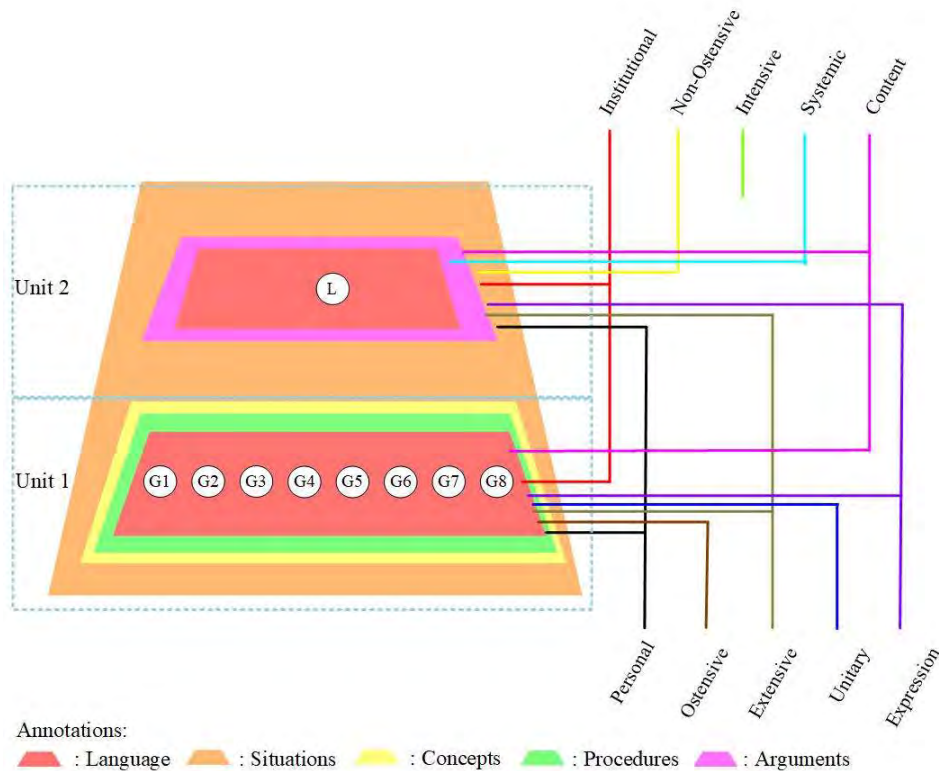 Institutional
Non-Ostensive
Intensive
Systemic
Content
Unit 2
L
Unit 1
G1 G2 G3 G4 G5 G6 G7 G8
Personal
Ostensive
Extensive
Unitary
Expression
Annotations:
: Language : Situations : Concepts : Procedures : Arguments